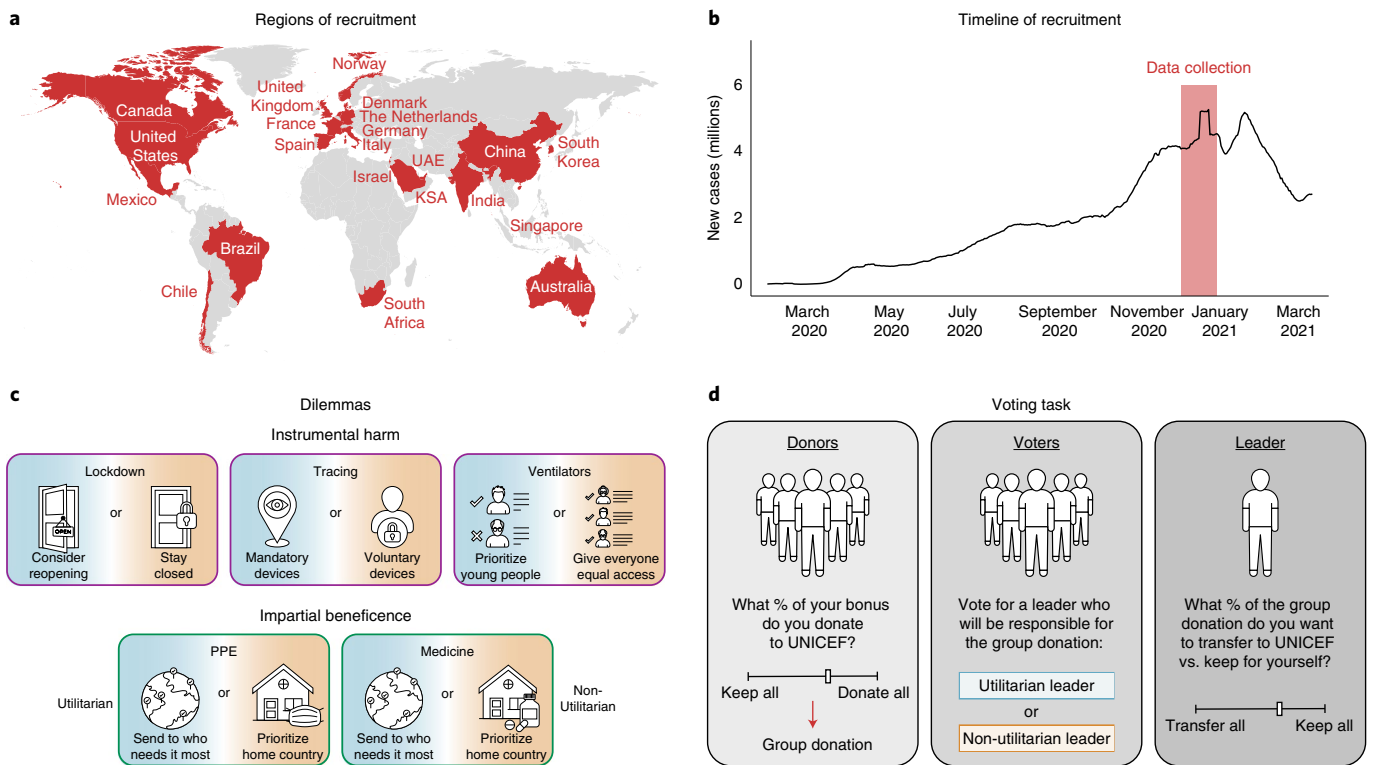 a
Regions of recruitment
Norway
United
Kingdom
Denmark
The Netherlands
France
Germany
Spain
Italy
Canada
United
States
Mexico
UAE
Israel
KSA
India
China
South
Korea
Singapore
Brazil
Chile
South
Africa
Australia
b
Timeline of recruitment
Data collection
New cases (millions)
6
4
2
0
March
2020
May
2020
July
2020
September
2020
November
2020
January
2021
March
2021
c
Dilemmas
Instrumental harm
Lockdown
OPEN
or
Consider
reopening
Stay
closed
Tracing
or
Mandatory
devices
Voluntary
devices
Ventilators
or
Prioritize
young people
Give everyone
equal access
Impartial beneficence
Utilitarian
PPE
or
Send to who
needs it most
Prioritize
home country
Medicine
or
Send to who
needs it most
Prioritize
home country
Non-
Utilitarian
d
Voting task
Donors
What % of your bonus
do you donate
to UNICEF?
Keep all
Donate all
Group donation
Voters
Vote for a leader who
will be responsible for
the group donation:
Utilitarian leader
or
Non-utilitarian leader
Leader
What % of the group
donation do you want
to transfer to UNICEF
vs. keep for yourself?
Transfer all
Keep all